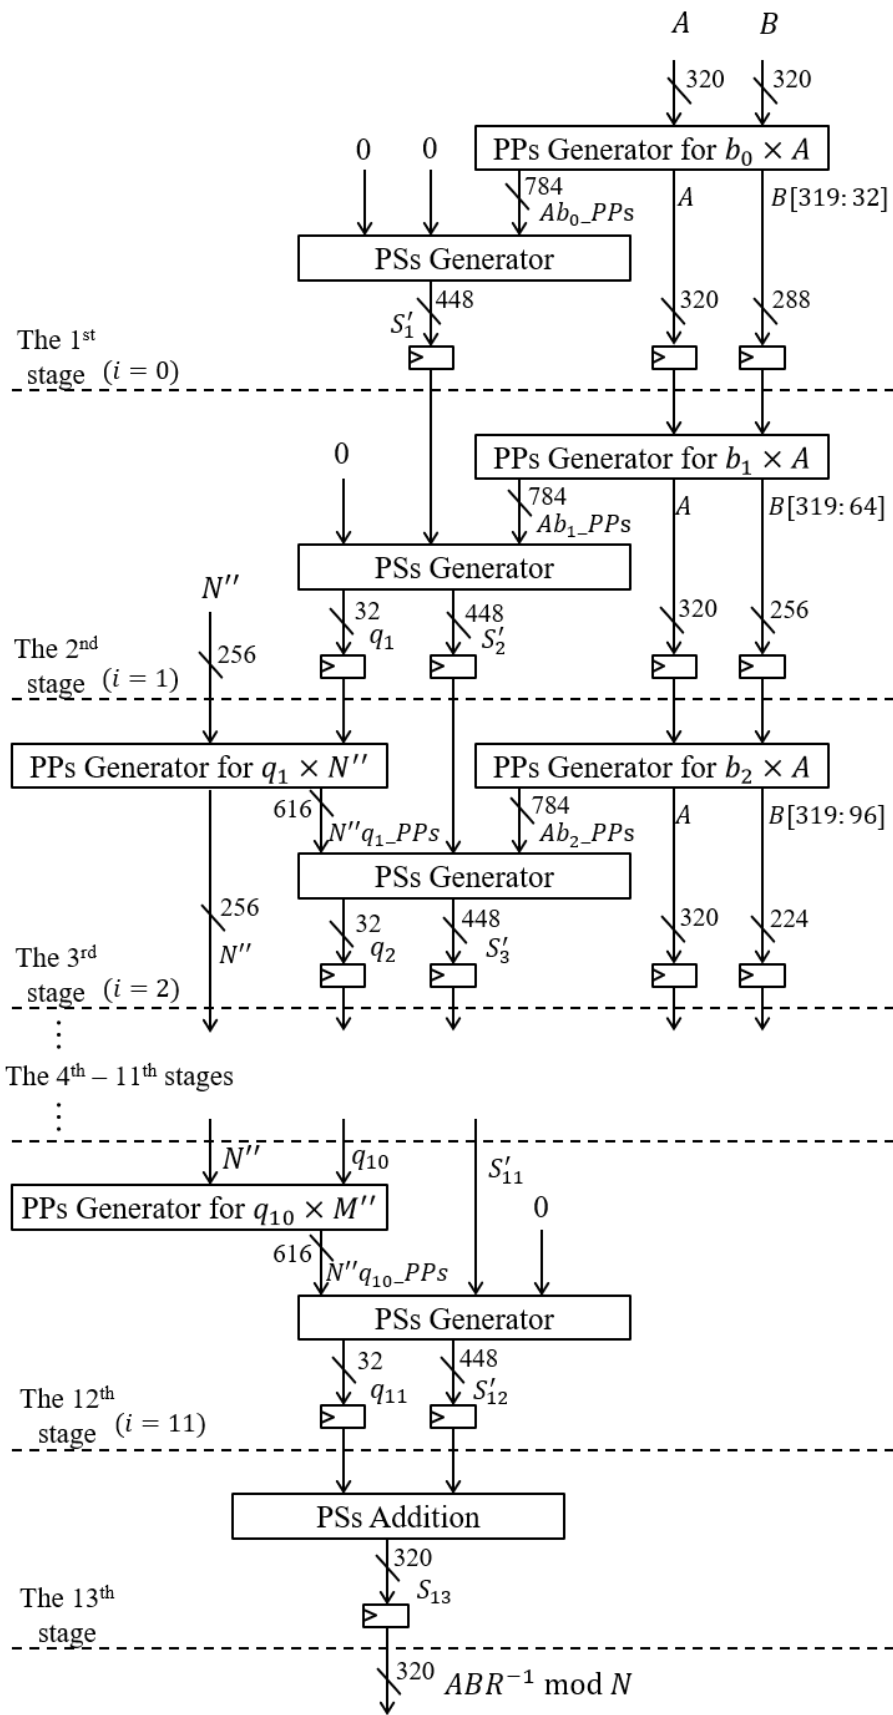 A B
320 320
PPs Generator for b₀ × A
0 0 784 A B[319: 32]
Ab₀_PPs
PSs Generator
448 320 288
S′₁
The 1ˢᵗ
stage (i = 0)
PPs Generator for b₁ × A
0 784 A B[319: 64]
Ab₁_PPs
PSs Generator
N′′
32 448 320 256
q₁ S′₂
The 2ⁿᵈ 256
stage (i = 1)
PPs Generator for q₁ × N′′ PPs Generator for b₂ × A
616 784 A B[319: 96]
N′′q₁_PPs Ab₂_PPs
PSs Generator
256 32 448 320 224
N′′ q₂ S′₃
The 3ʳᵈ
stage (i = 2)
⋮
The 4ᵗʰ – 11ᵗʰ stages
⋮
N′′ q₁₀ S′₁₁
PPs Generator for q₁₀ × M′′ 0
616
N′′q₁₀_PPs
PSs Generator
32 448
q₁₁ S′₁₂
The 12ᵗʰ
stage (i = 11)
PSs Addition
320
S₁₃
The 13ᵗʰ
stage
320 ABR⁻¹ mod N